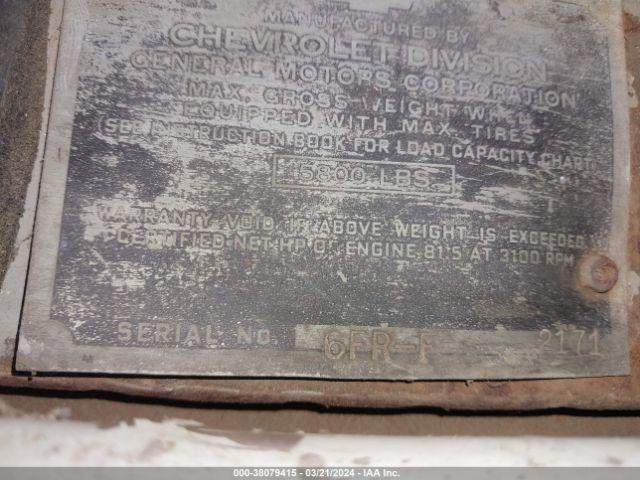 MANUFACTURED BY
CHEVROLET DIVISION
GENERAL MOTORS CORPORATION
MAX. GROSS WEIGHT WHEN
EQUIPPED WITH MAX. TIRES
(SEE INSTRUCTION BOOK FOR LOAD CAPACITY CHART)
15800 LBS.
WARRANTY VOID IF ABOVE WEIGHT IS EXCEEDED
CERTIFIED NET HP OF ENGINE 81.5 AT 3100 RPM
SERIAL NO. 6FR-F 2171
000-38079415 - 03/21/2024 - IAA Inc.